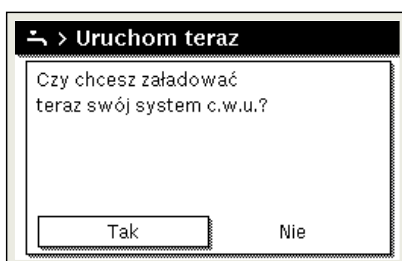 > Uruchom teraz
Czy chcesz załadować
teraz swój system c.w.u.?
Tak Nie